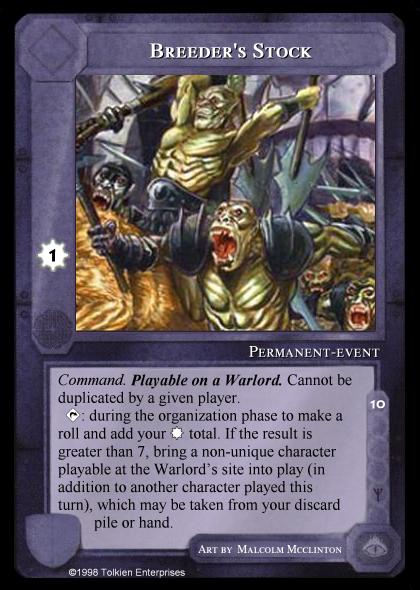 Breeder's Stock
1
Permanent-event
Command. Playable on a Warlord. Cannot be
duplicated by a given player.
: during the organization phase to make a
roll and add your total. If the result is
greater than 7, bring a non-unique character
playable at the Warlord's site into play (in
addition to another character played this
turn), which may be taken from your discard
pile or hand.
10
Art by Malcolm Mcclinton
©1998 Tolkien Enterprises